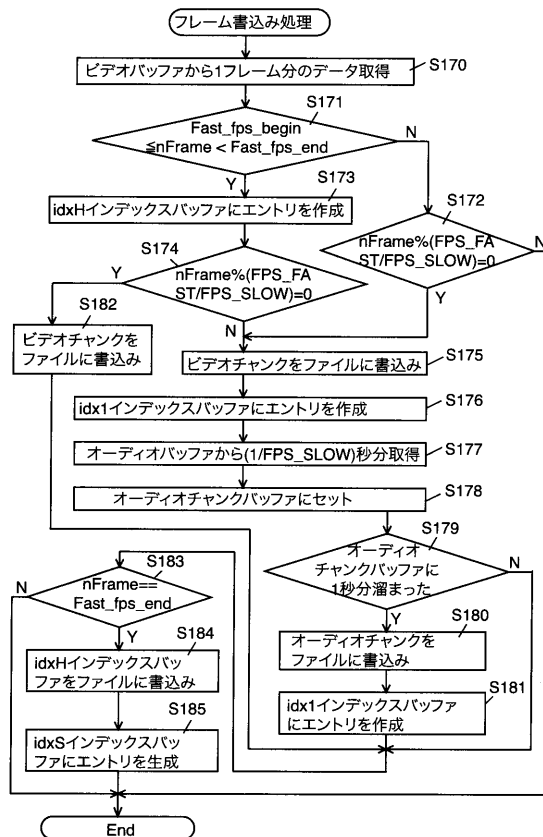 フレーム書込み処理
ビデオバッファから1フレーム分のデータ取得
S170
S171
Fast_fps_begin
≦nFrame < Fast_fps_end
N
Y
S173
idxHインデックスバッファにエントリを作成
S172
nFrame%(FPS_FA
ST/FPS_SLOW)=0
N
Y
S174
nFrame%(FPS_FA
ST/FPS_SLOW)=0
Y
N
S182
ビデオチャンクを
ファイルに書込み
ビデオチャンクをファイルに書込み
S175
idx1インデックスバッファにエントリを作成
S176
オーディオバッファから(1/FPS_SLOW)秒分取得
S177
オーディオチャンクバッファにセット
S178
S179
オーディオ
チャンクバッファに
1秒分溜まった
N
Y
S180
オーディオチャンクを
ファイルに書込み
S181
idx1インデックスバッファ
にエントリを作成
S183
nFrame==
Fast_fps_end
N
Y
S184
idxHインデックスバッ
ファをファイルに書込み
S185
idxSインデックスバッ
ファにエントリを生成
End